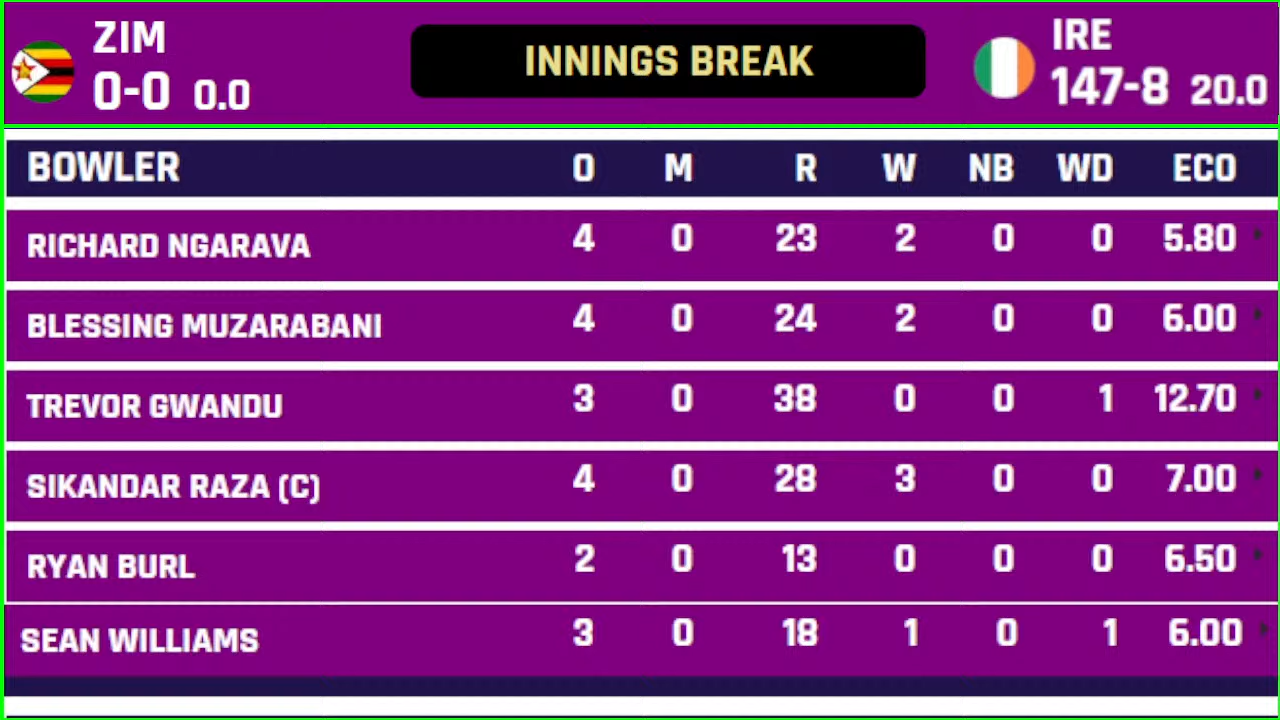 ZIM
0-0 0.0
INNINGS BREAK
IRE
147-8 20.0
BOWLER O M R W NB WD ECO
RICHARD NGARAVA 4 0 23 2 0 0 5.80
BLESSING MUZARABANI 4 0 24 2 0 0 6.00
TREVOR GWANDU 3 0 38 0 0 1 12.70
SIKANDAR RAZA (C) 4 0 28 3 0 0 7.00
RYAN BURL 2 0 13 0 0 0 6.50
SEAN WILLIAMS 3 0 18 1 0 1 6.00